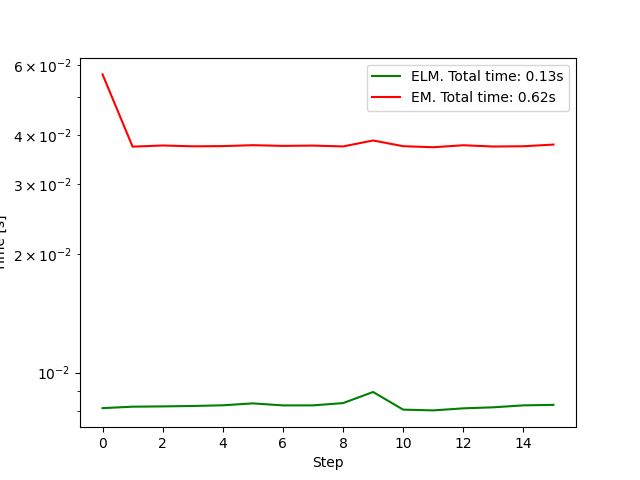 6 × 10⁻²
4 × 10⁻²
3 × 10⁻²
2 × 10⁻²
10⁻²
[s]
ELM. Total time: 0.13s
EM. Total time: 0.62s
0 2 4 6 8 10 12 14
Step